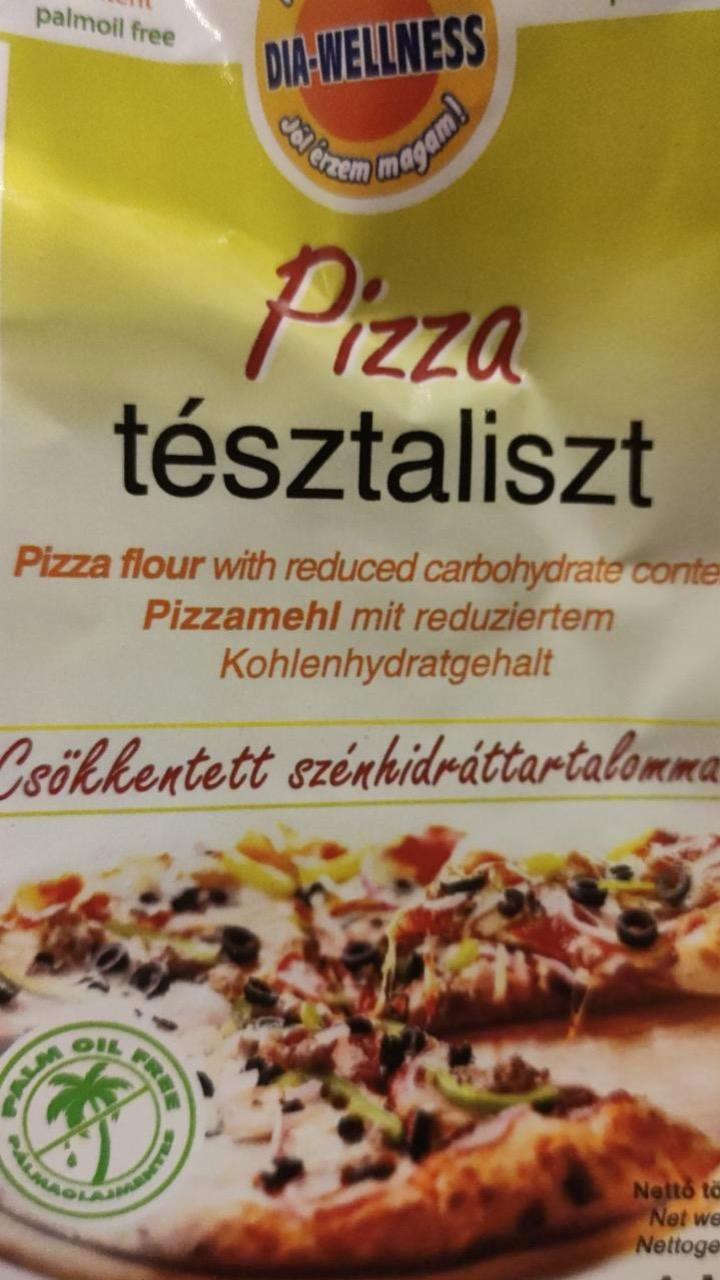 palmoil free
DIA-WELLNESS
Jól érzem magam!
Pizza
tésztaliszt
Pizza flour with reduced carbohydrate conte
Pizzamehl mit reduziertem
Kohlenhydratgehalt
Csökkentett szénhidráttartalomma
PALM OIL FREE
PÁLMAOLAJMENTES
Nettó tö
Net we
Nettoge